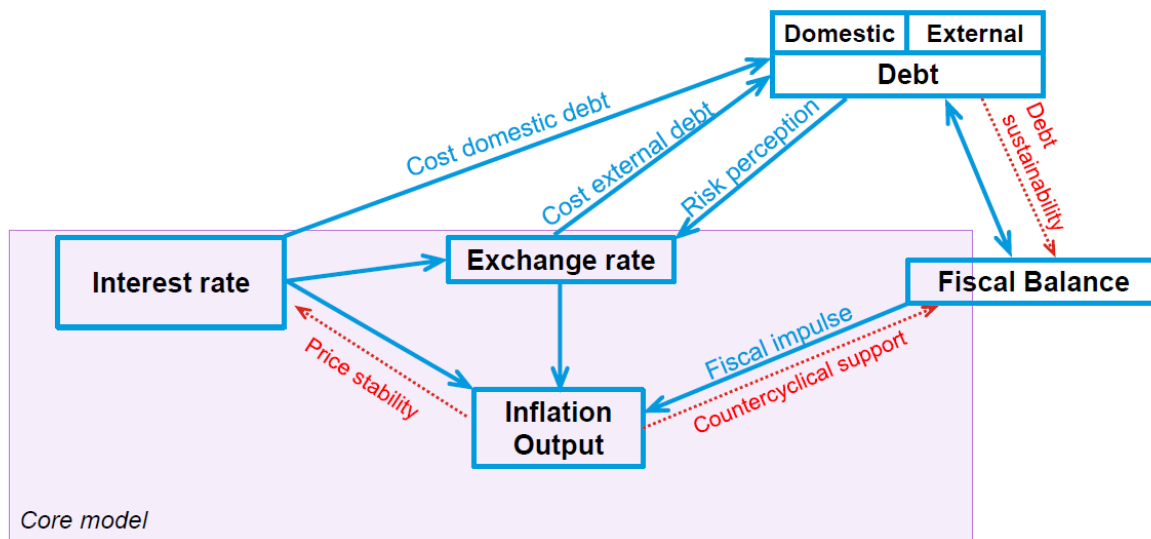 Domestic External
Debt
Cost domestic debt
Cost external debt
Risk perception
Debt
sustainability
Interest rate
Exchange rate
Fiscal Balance
Price stability
Fiscal impulse
Countercyclical support
Inflation
Output
Core model